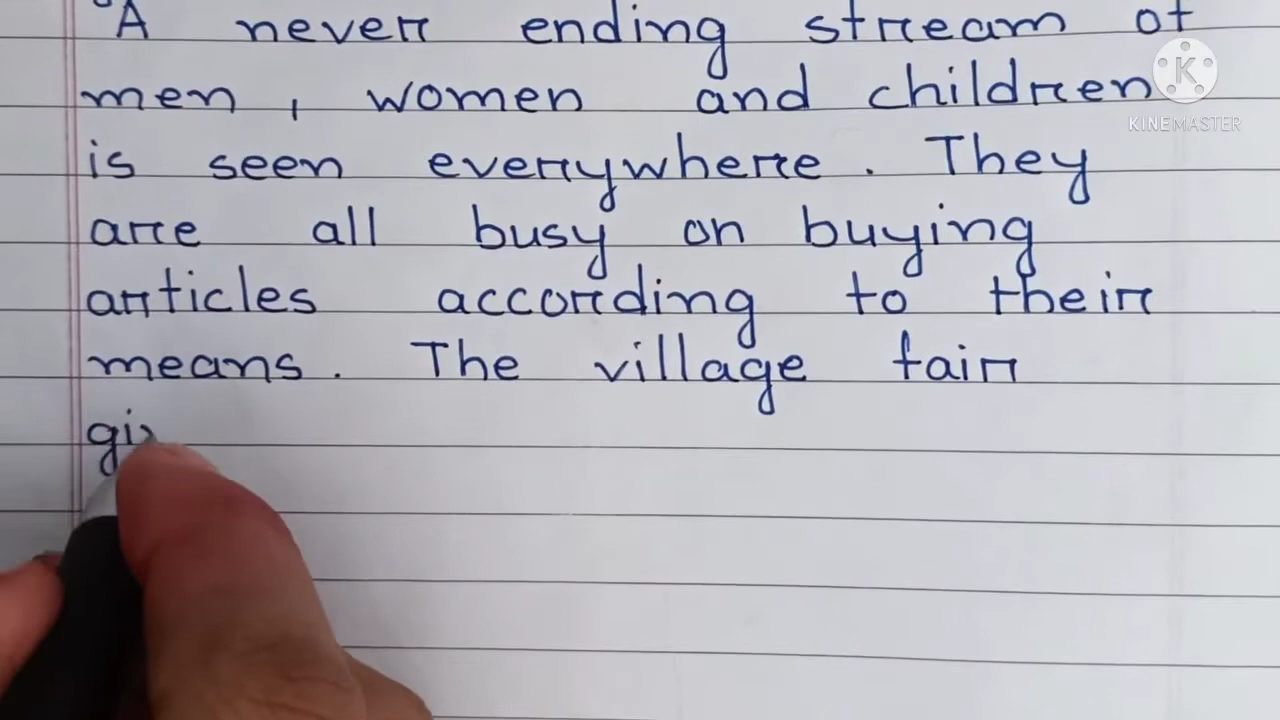 A never ending stream of
men, women and children
is seen everywhere. They
are all busy on buying
articles according to their
means. The village fair
KINEMASTER